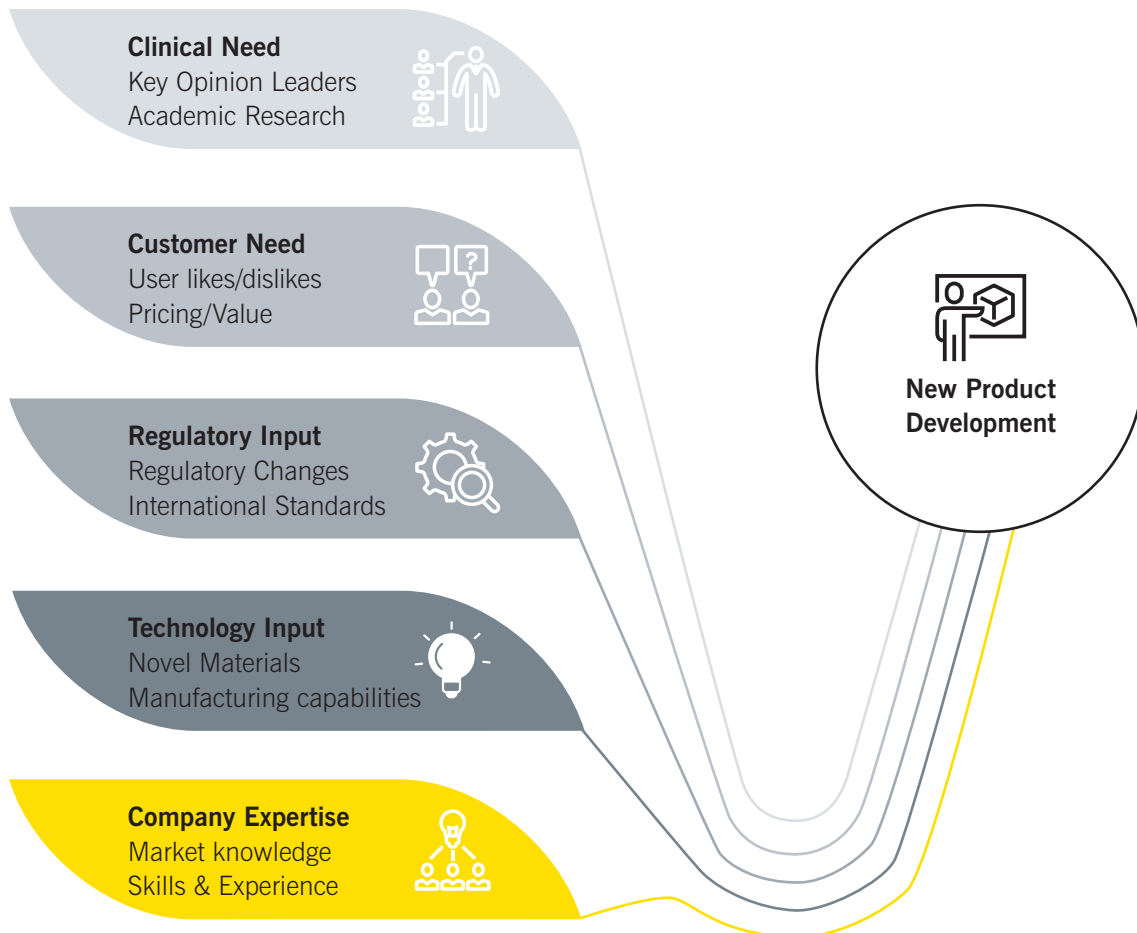 Clinical Need
Key Opinion Leaders
Academic Research
Customer Need
User likes/dislikes
Pricing/Value
?
Regulatory Input
Regulatory Changes
International Standards
Technology Input
Novel Materials
Manufacturing capabilities
Company Expertise
Market knowledge
Skills & Experience
New Product
Development